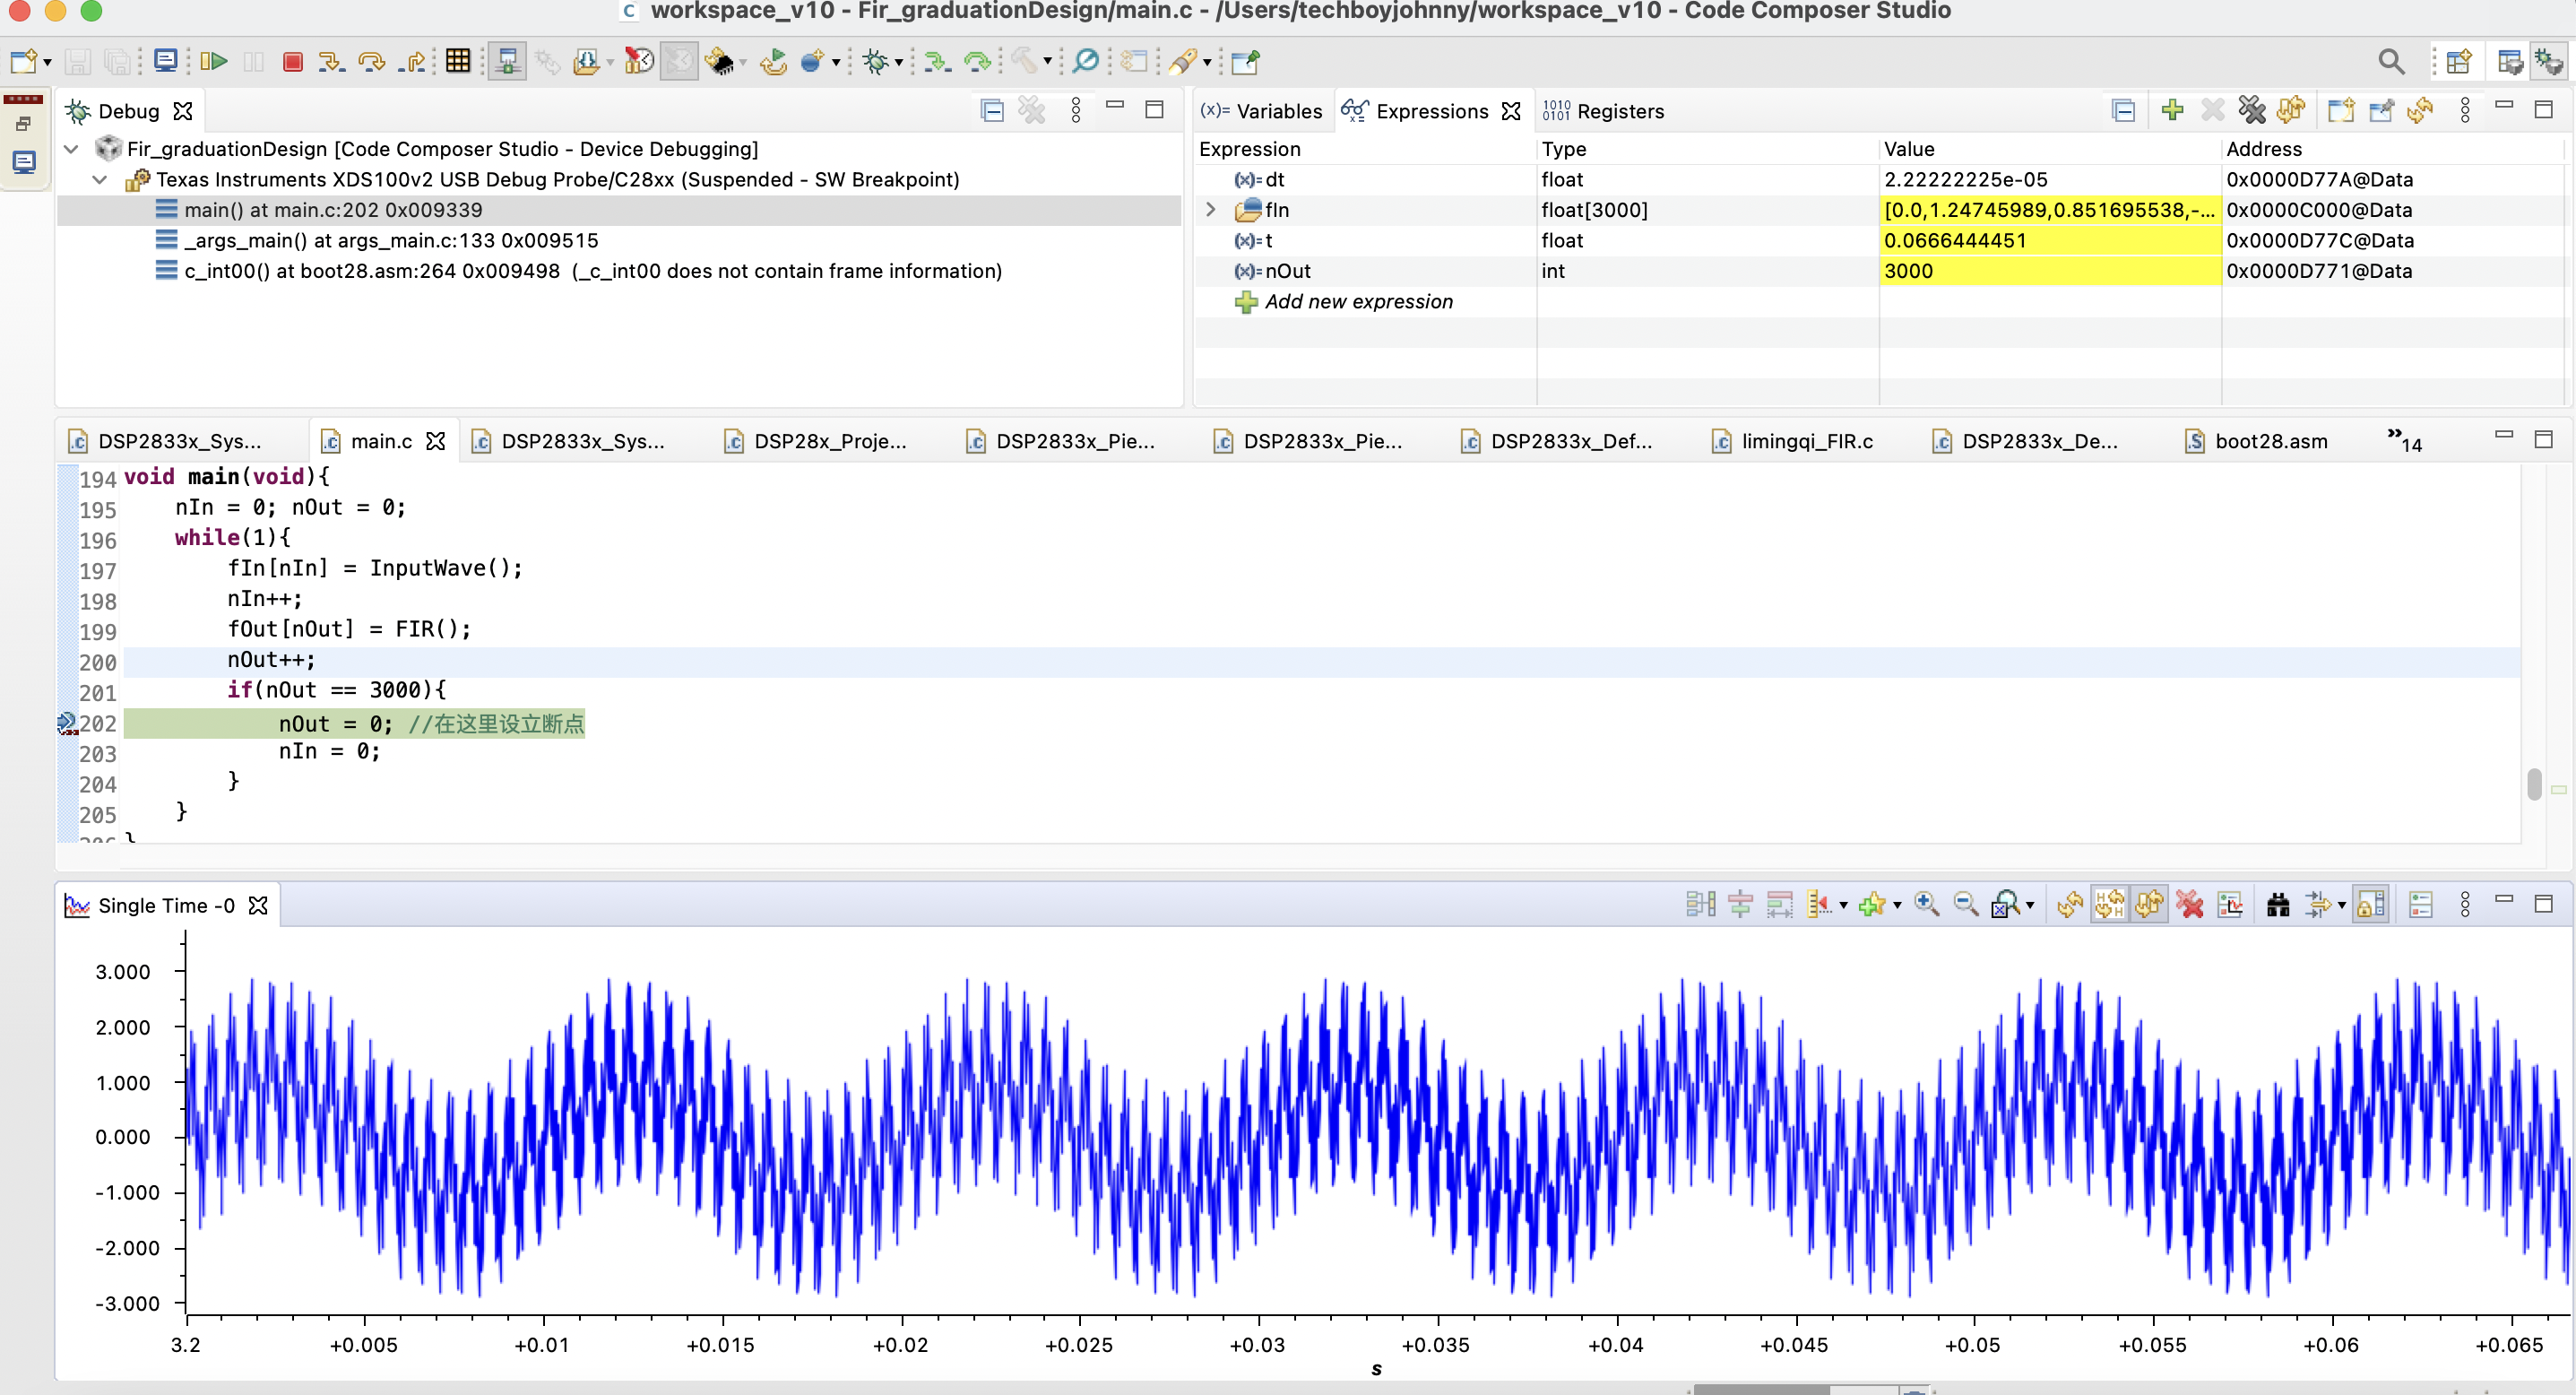 workspace_v10 - Fir_graduationDesign/main.c - /Users/techboyjohnny/workspace_v10 - Code Composer Studio
Debug
Fir_graduationDesign [Code Composer Studio - Device Debugging]
Texas Instruments XDS100v2 USB Debug Probe/C28xx (Suspended - SW Breakpoint)
main() at main.c:202 0x009339
_args_main() at args_main.c:133 0x009515
c_int00() at boot28.asm:264 0x009498 (_c_int00 does not contain frame information)
(x)= Variables Expressions 1010 0101 Registers
Expression Type Value Address
(x)= dt float 2.22222225e-05 0x0000D77A@Data
fIn float[3000] [0.0,1.24745989,0.851695538,-... 0x0000C000@Data
(x)= t float 0.0666444451 0x0000D77C@Data
(x)= nOut int 3000 0x0000D771@Data
Add new expression
DSP2833x_Sys... main.c DSP2833x_Sys... DSP28x_Proje... DSP2833x_Pie... DSP2833x_Pie... DSP2833x_Def... limingqi_FIR.c DSP2833x_De... boot28.asm »14
194 void main(void){
195 nIn = 0; nOut = 0;
196 while(1){
197 fIn[nIn] = InputWave();
198 nIn++;
199 fOut[nOut] = FIR();
200 nOut++;
201 if(nOut == 3000){
202 nOut = 0; //在这里设立断点
203 nIn = 0;
204 }
205 }
}
Single Time -0
3.000
2.000
1.000
0.000
-1.000
-2.000
-3.000
3.2 +0.005 +0.01 +0.015 +0.02 +0.025 +0.03 +0.035 +0.04 +0.045 +0.05 +0.055 +0.06 +0.065
s